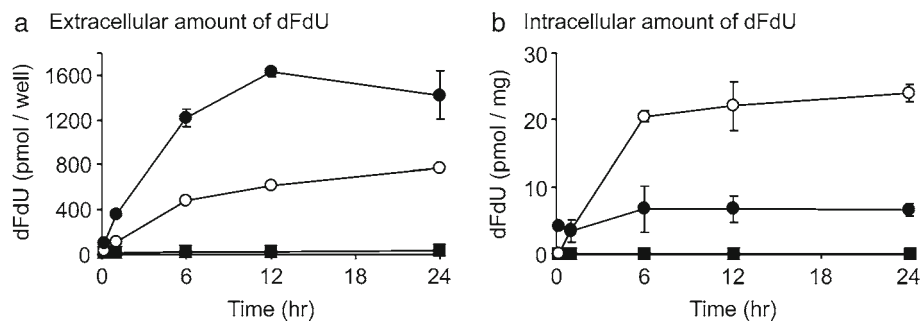 a Extracellular amount of dFdU
dFdU (pmol / well)
1600
1200
800
400
0
0 6 12 18 24
Time (hr)
b Intracellular amount of dFdU
dFdU (pmol / mg)
30
20
10
0
0 6 12 18 24
Time (hr)